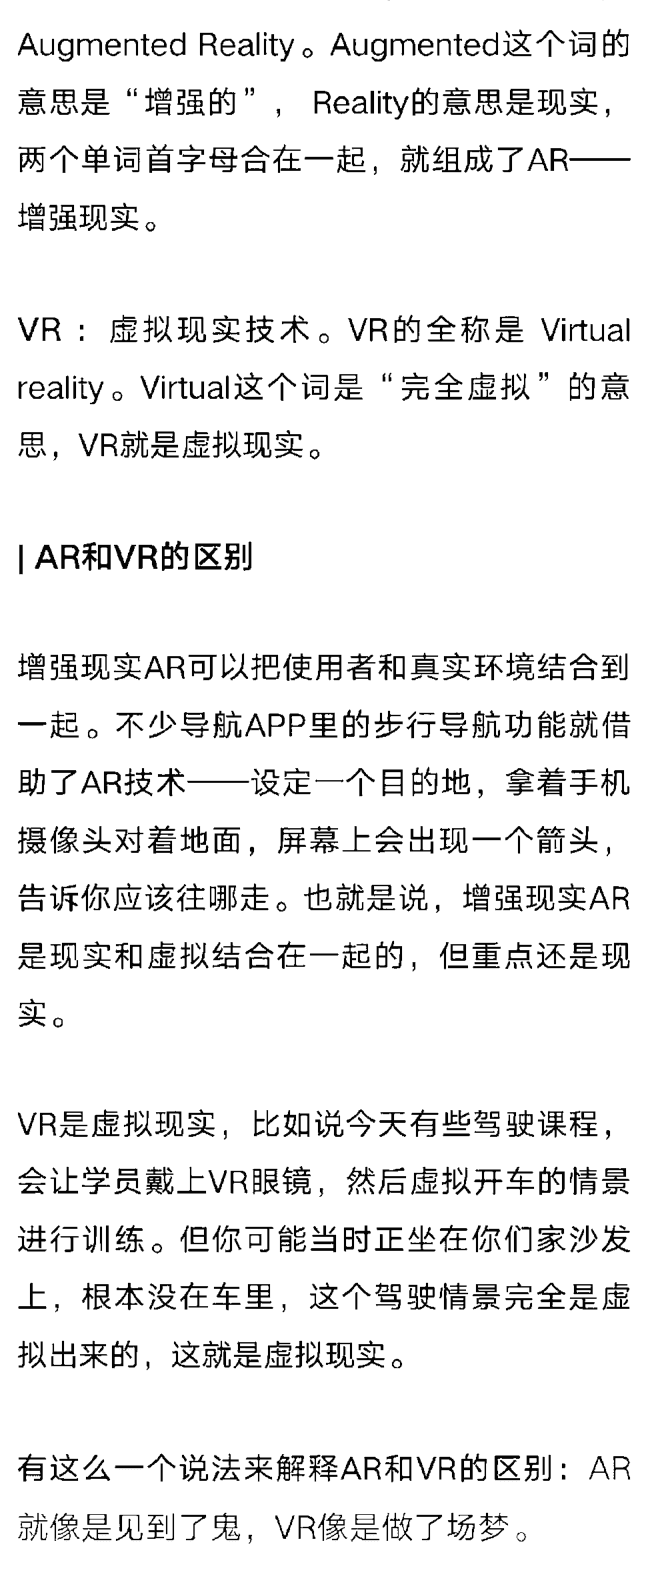 Augmented Reality。Augmented这个词的
意思是“增强的”， Reality的意思是现实，
两个单词首字母合在一起，就组成了AR——
增强现实。
VR：虚拟现实技术。VR的全称是 Virtual
reality。Virtual这个词是“完全虚拟”的意
思，VR就是虚拟现实。
| AR和VR的区别
增强现实AR可以把使用者和真实环境结合到
一起。不少导航APP里的步行导航功能就借
助了AR技术——设定一个目的地，拿着手机
摄像头对着地面，屏幕上会出现一个箭头，
告诉你应该往哪走。也就是说，增强现实AR
是现实和虚拟结合在一起的，但重点还是现
实。
VR是虚拟现实，比如说今天有些驾驶课程，
会让学员戴上VR眼镜，然后虚拟开车的情景
进行训练。但你可能当时正坐在你们家沙发
上，根本没在车里，这个驾驶情景完全是虚
拟出来的，这就是虚拟现实。
有这么一个说法来解释AR和VR的区别：AR
就像是见到了鬼，VR像是做了场梦。